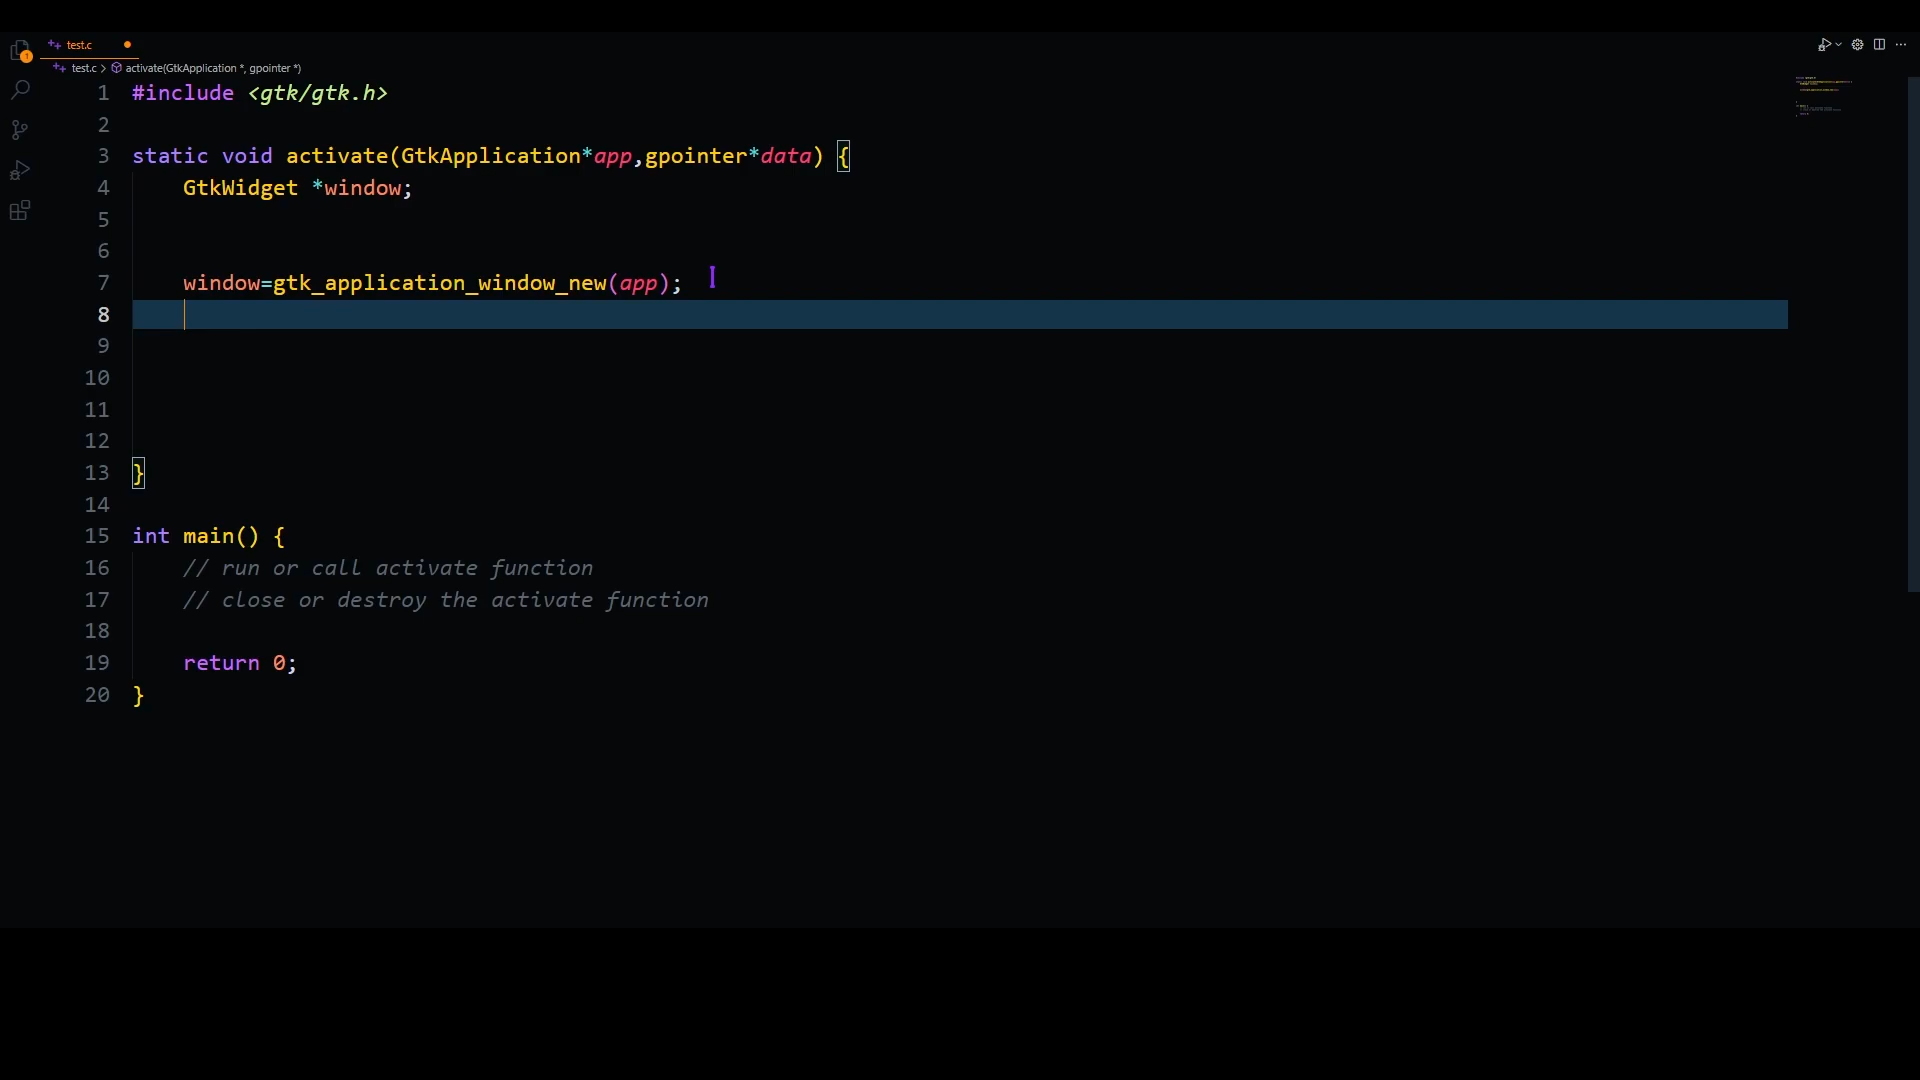 test.c
test.c > activate(GtkApplication *, gpointer *)
1 #include <gtk/gtk.h>
2
3 static void activate(GtkApplication*app,gpointer*data) {
4 GtkWidget *window;
5
6
7 window=gtk_application_window_new(app);
8
9
10
11
12
13 }
14
15 int main() {
16 // run or call activate function
17 // close or destroy the activate function
18
19 return 0;
20 }